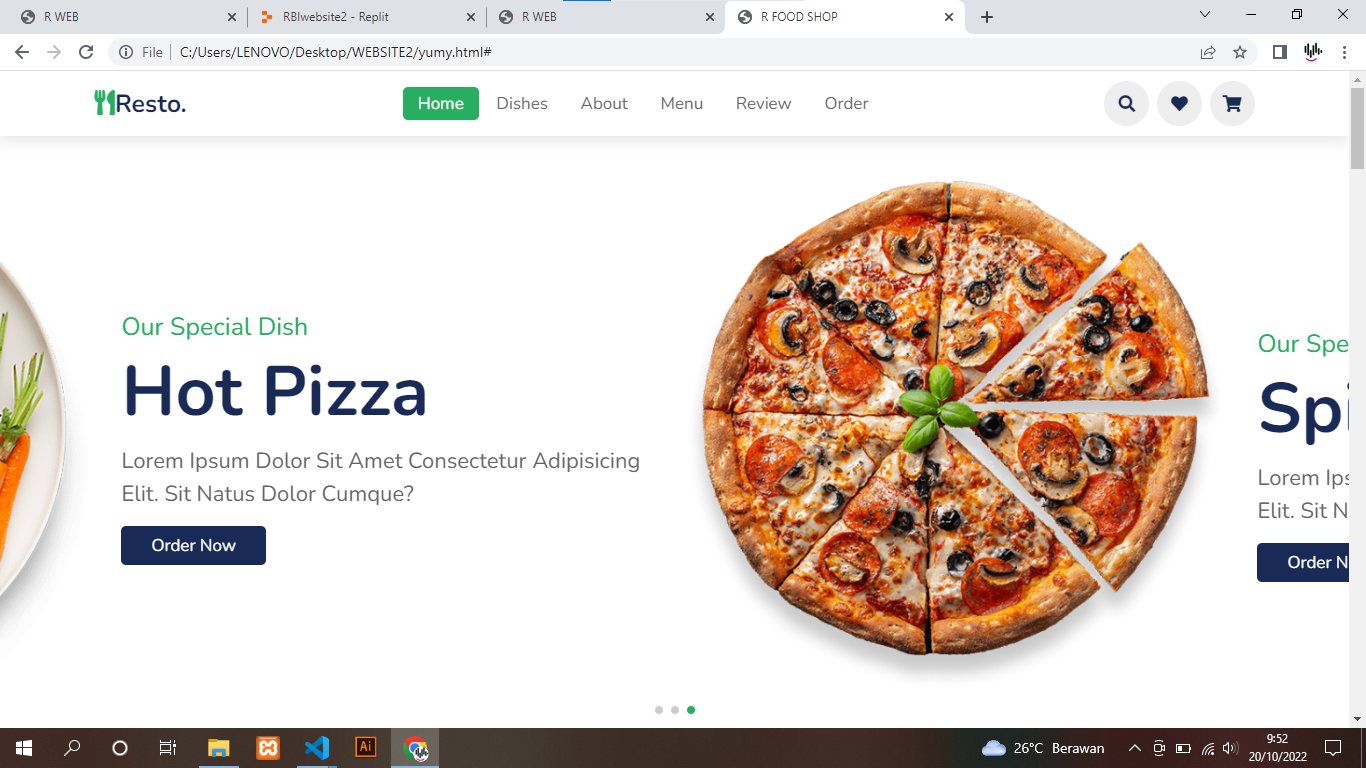 R WEB
RBIwebsite2 - Replit
R WEB
R FOOD SHOP
File
C:/Users/LENOVO/Desktop/WEBSITE2/yumy.html#
Resto.
Home
Dishes
About
Menu
Review
Order
Our Special Dish
Hot Pizza
Lorem Ipsum Dolor Sit Amet Consectetur Adipisicing
Elit. Sit Natus Dolor Cumque?
Order Now
Our Spe
Spi
Lorem Ips
Elit. Sit N
Order N
Ai
26°C Berawan
9:52
20/10/2022